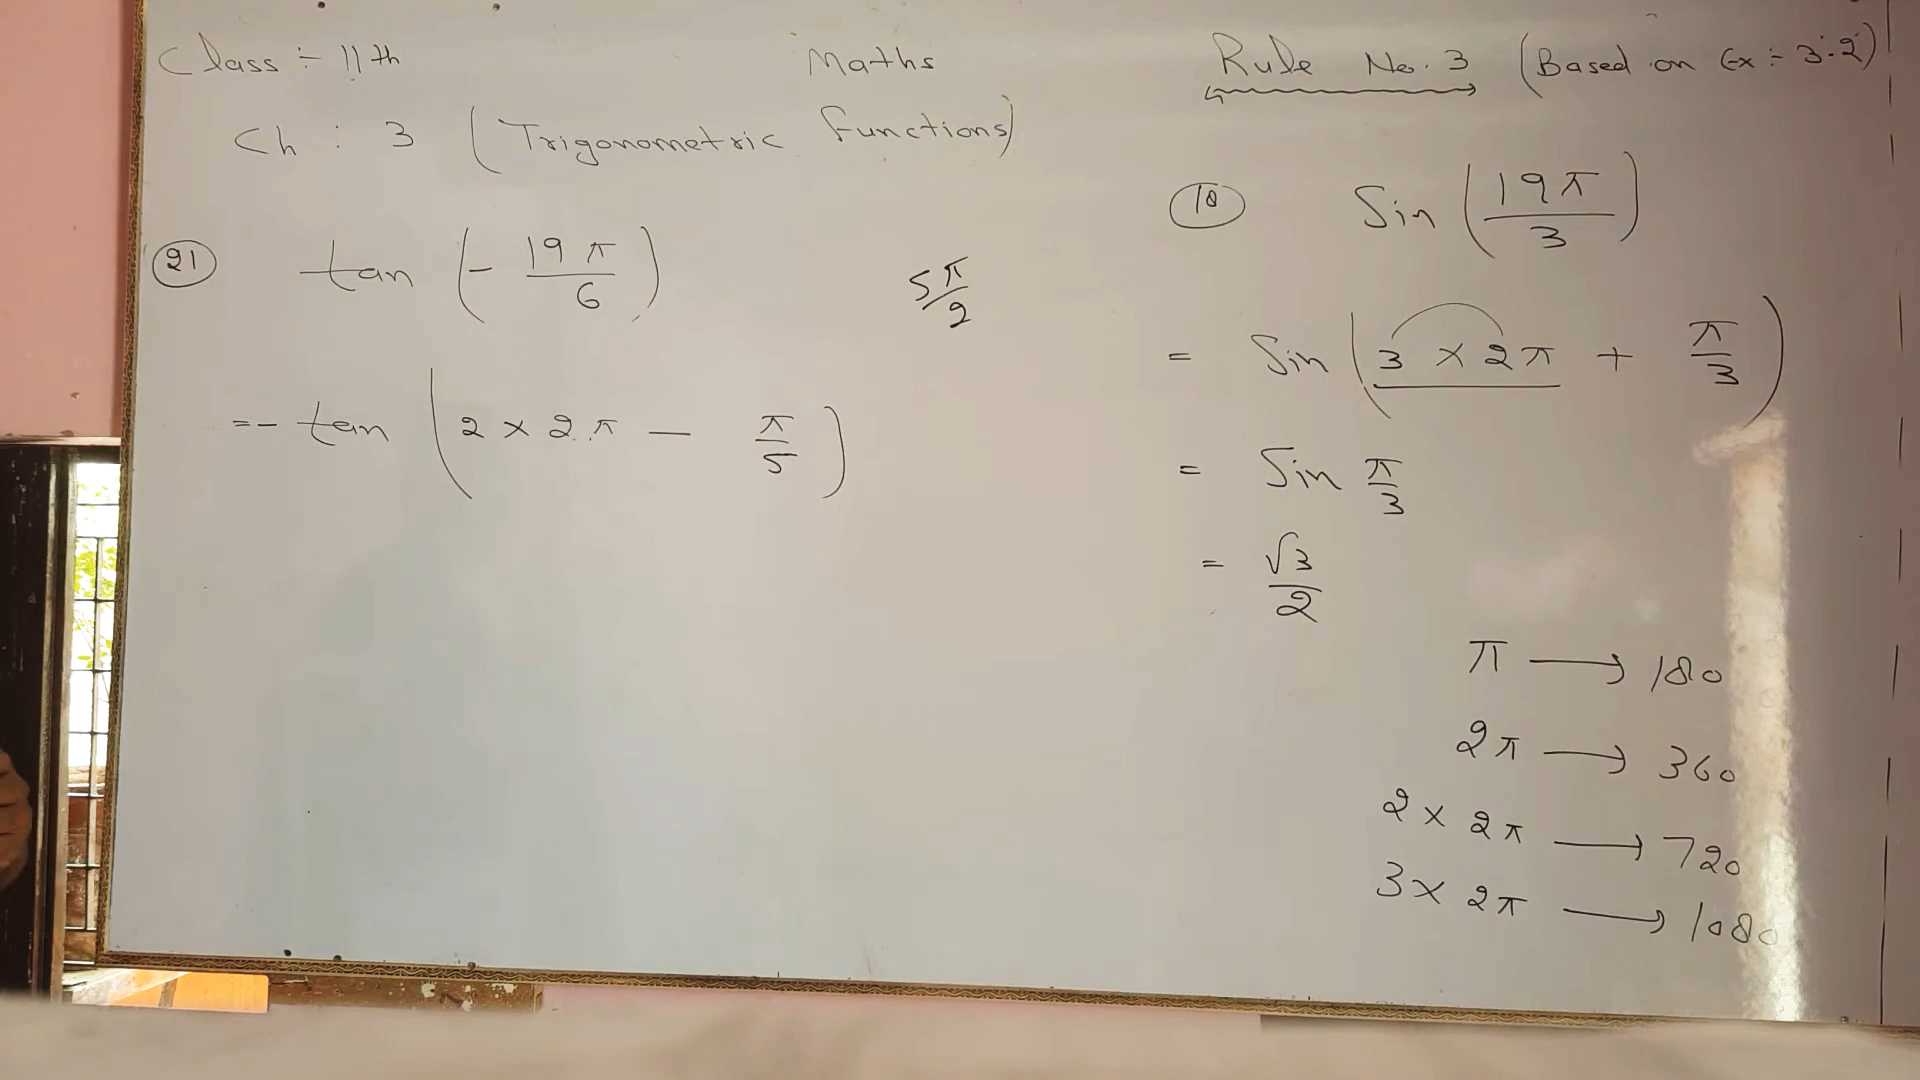 Class :- 11th Maths
Ch : 3 (Trigonometric Functions)
21 tan (- 19π/6)
5π/2
= - tan (2 × 2π - π/5)
Rule No. 3 (Based on Ex :- 3.2)
18 Sin (19π/3)
= Sin (3 × 2π + π/3)
= Sin π/3
= √3/2
π → 180
2π → 360
2 × 2π → 720
3 × 2π → 1080